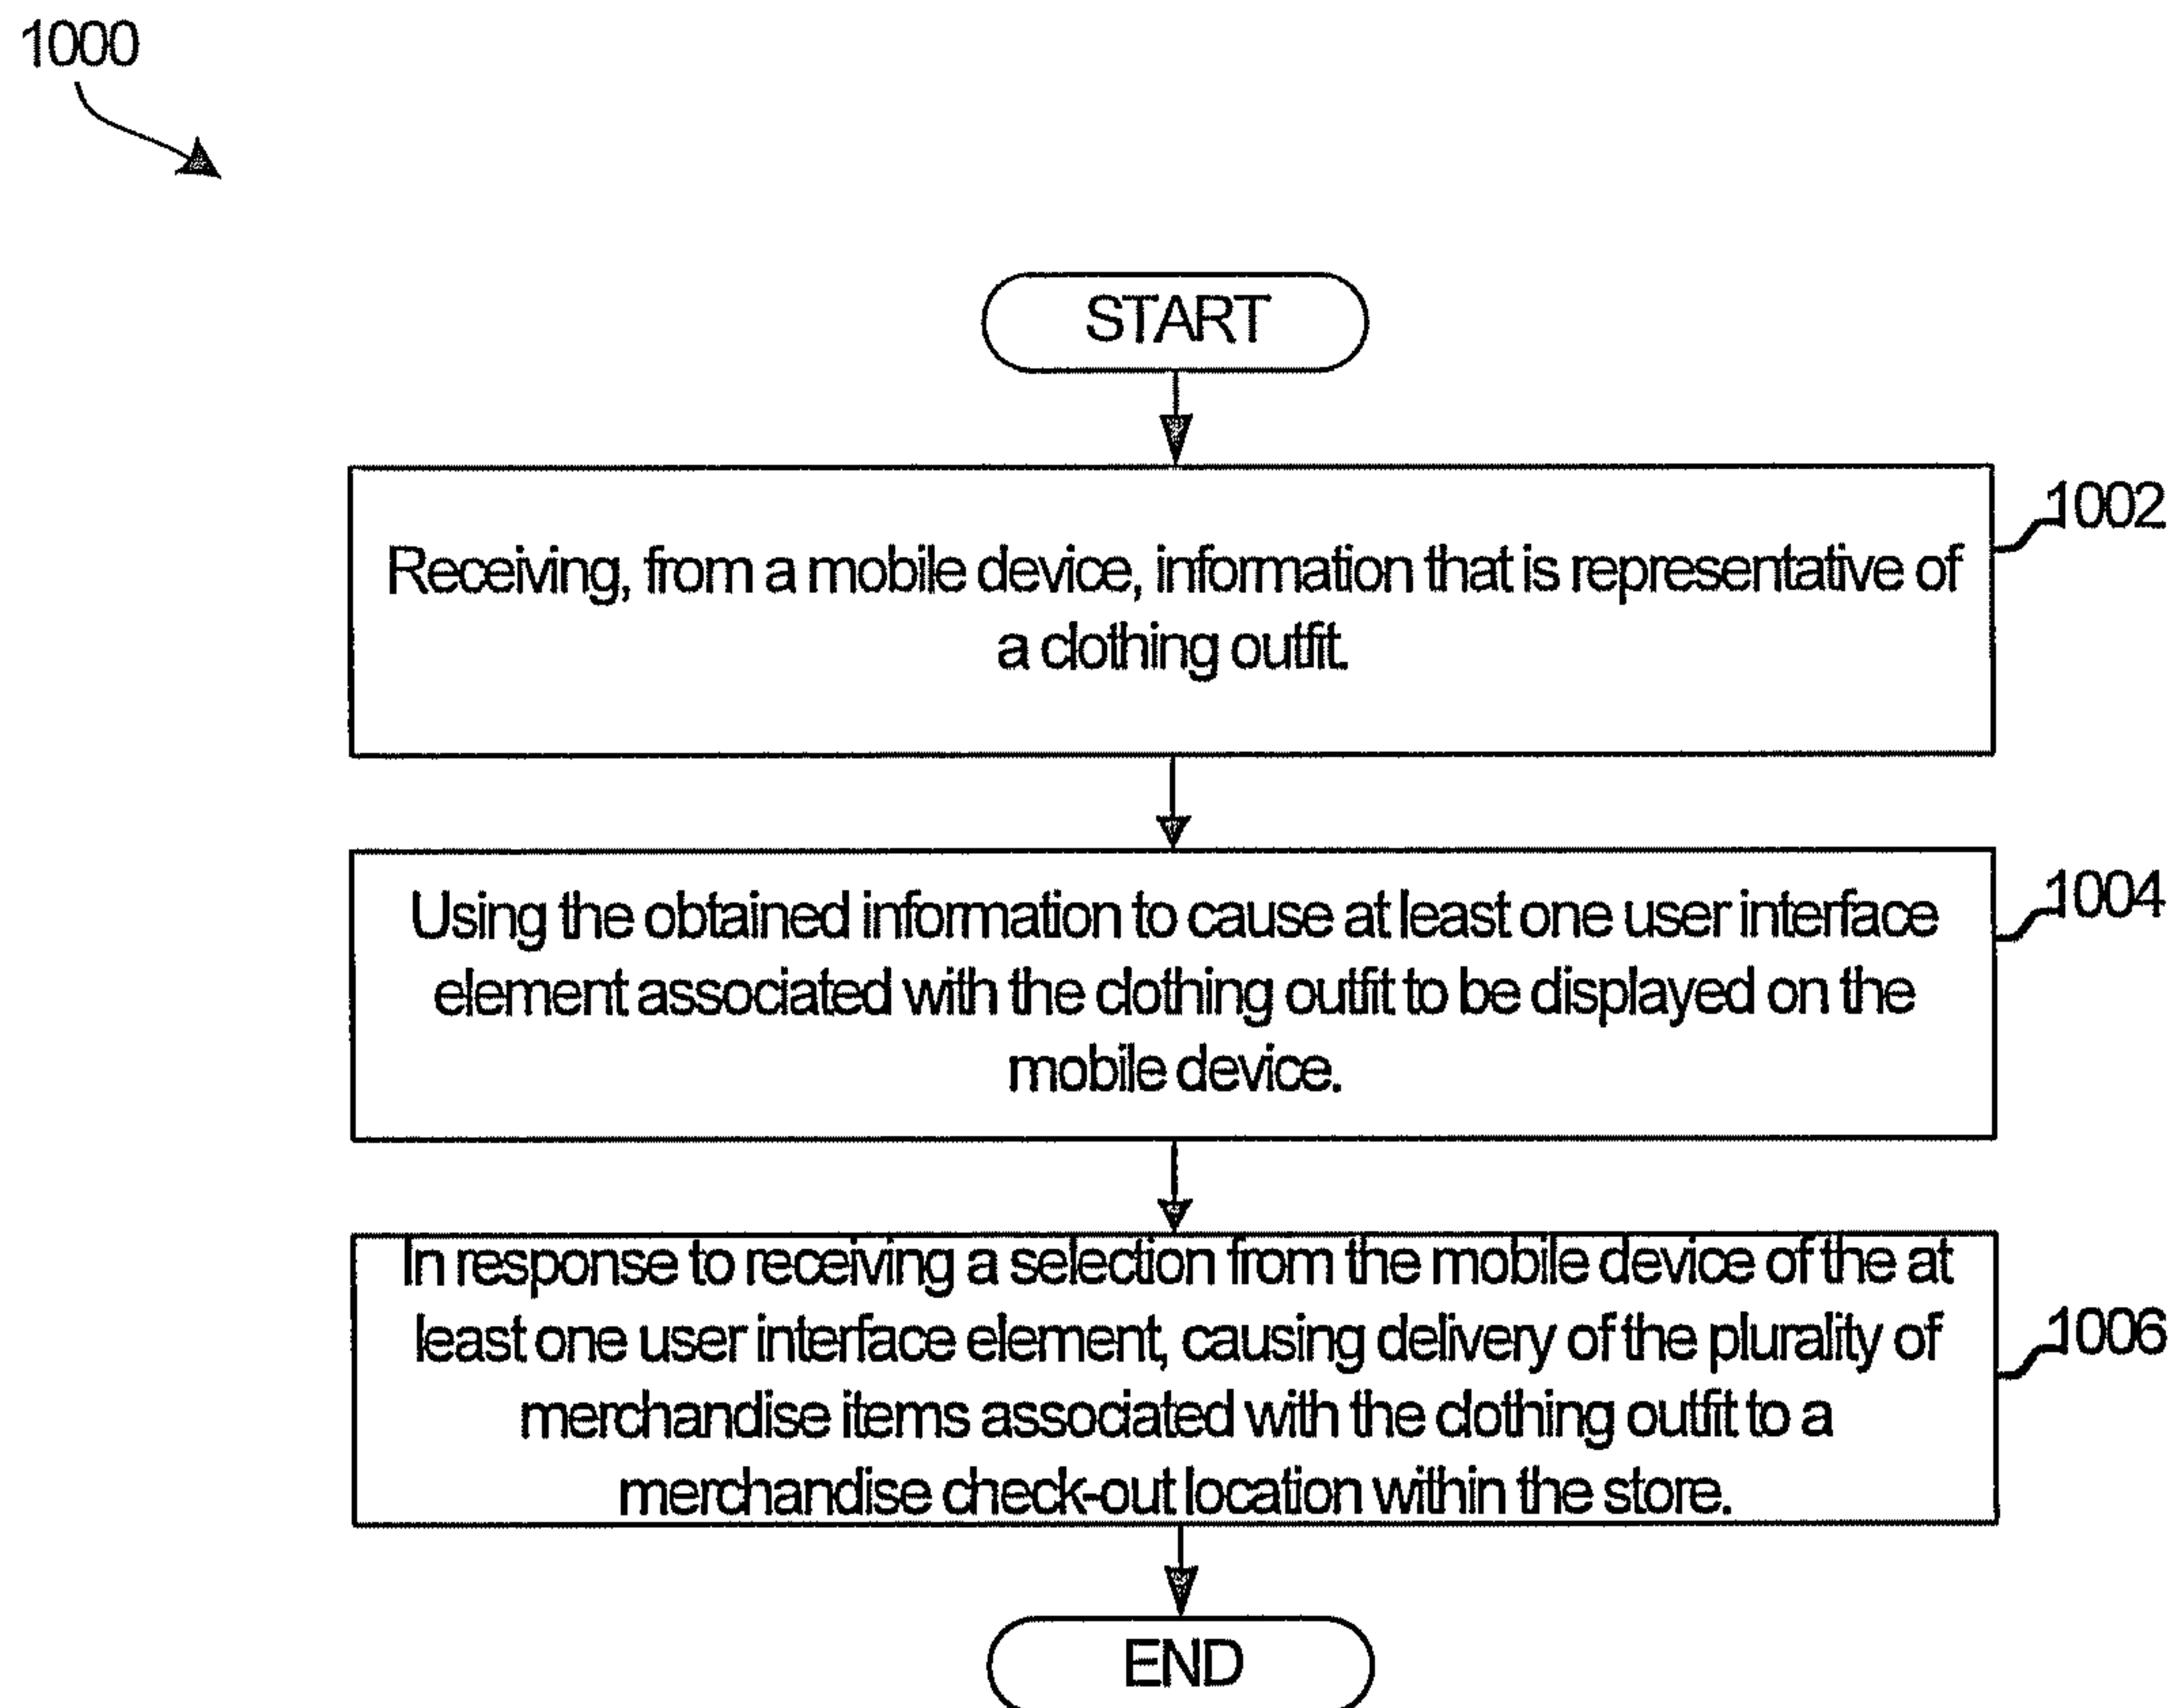 1000
START
1002
Receiving, from a mobile device, information that is representative of
a clothing outfit.
1004
Using the obtained information to cause at least one user interface
element associated with the clothing outfit to be displayed on the
mobile device.
1006
In response to receiving a selection from the mobile device of the at
least one user interface element, causing delivery of the plurality of
merchandise items associated with the clothing outfit to a
merchandise check-out location within the store.
END